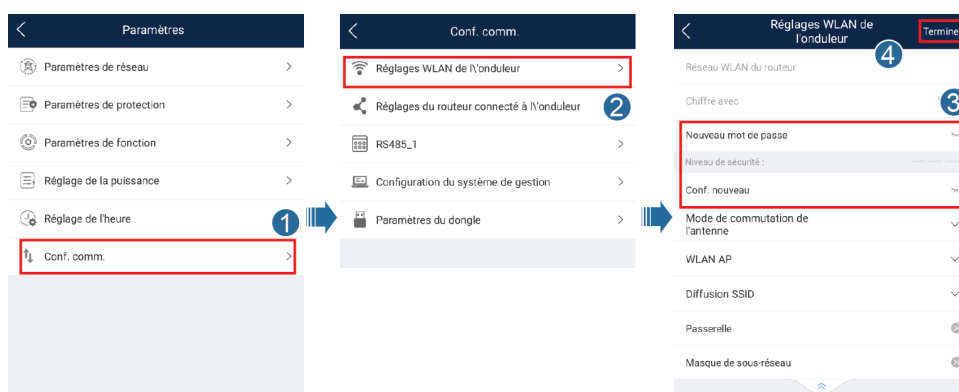 Paramètres
Paramètres de réseau
Paramètres de protection
Paramètres de fonction
Réglage de la puissance
Réglage de l'heure
1
Conf. comm.
Conf. comm.
Réglages WLAN de l\'onduleur
2
Réglages du routeur connecté à l\'onduleur
RS485_1
Configuration du système de gestion
Paramètres du dongle
Réglages WLAN de
l'onduleur
Termine
4
Réseau WLAN du routeur
Chiffré avec
3
Nouveau mot de passe
Niveau de sécurité :
Conf. nouveau
Mode de commutation de
l'antenne
WLAN AP
Diffusion SSID
Passerelle
Masque de sous-réseau